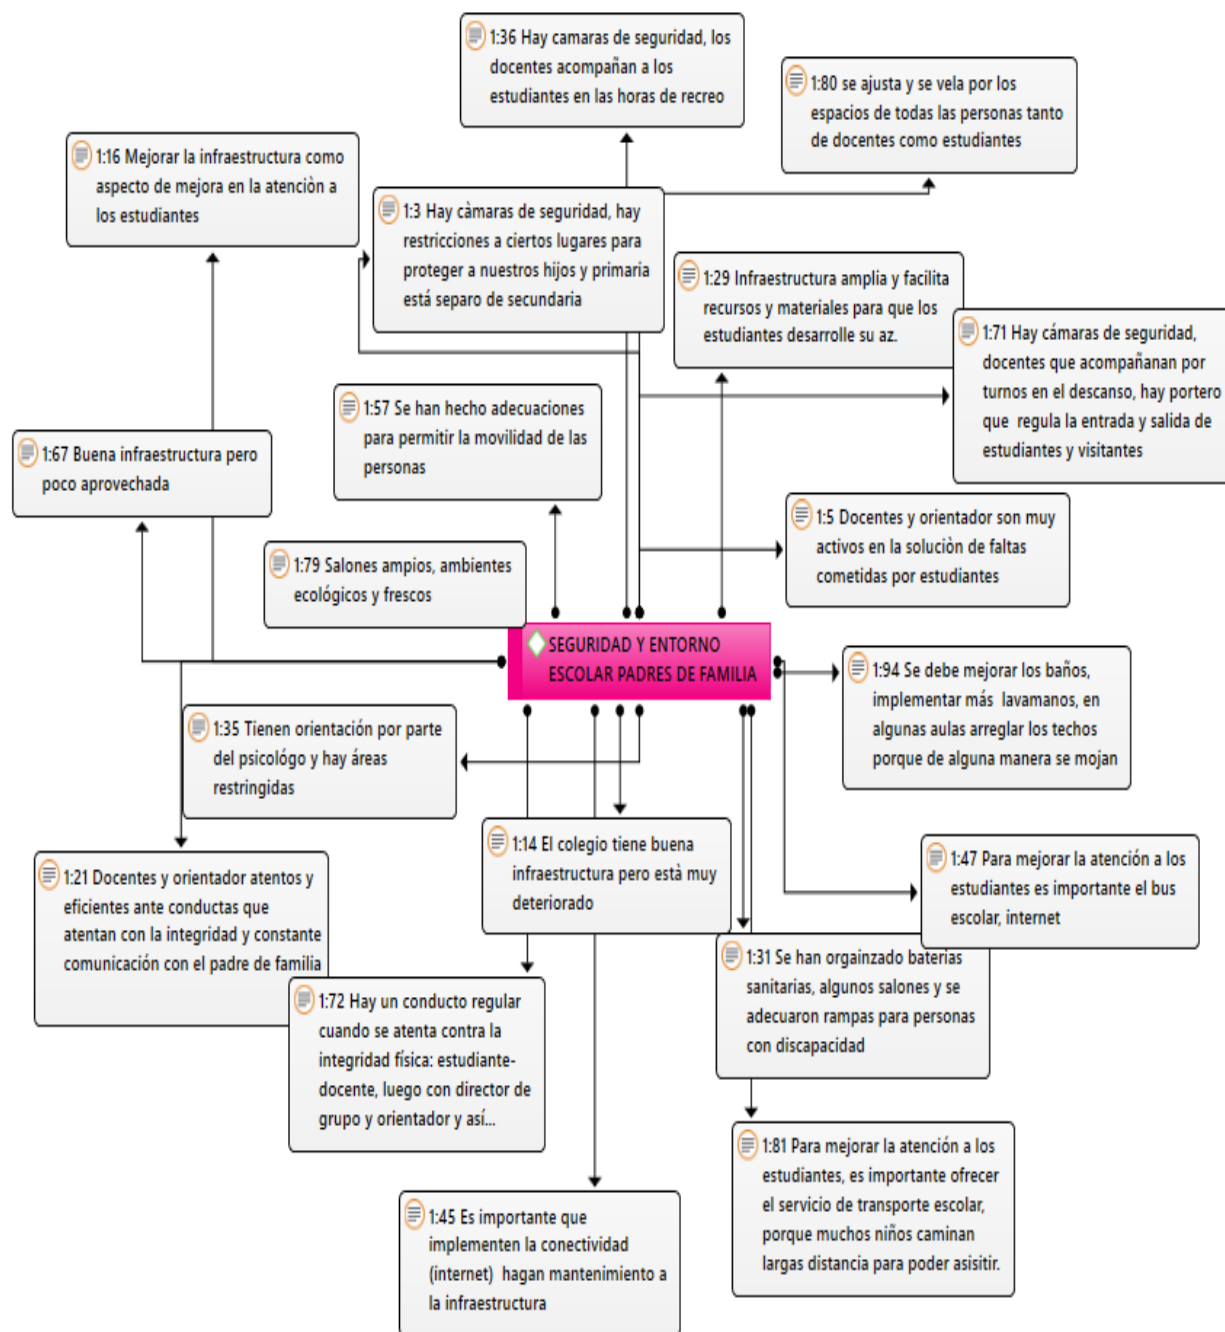 1:36 Hay camaras de seguridad, los
docentes acompañan a los
estudiantes en las horas de recreo
1:80 se ajusta y se vela por los
espacios de todas las personas tanto
de docentes como estudiantes
1:16 Mejorar la infraestructura como
aspecto de mejora en la atenciòn a
los estudiantes
1:3 Hay càmaras de seguridad, hay
restricciones a ciertos lugares para
proteger a nuestros hijos y primaria
está separo de secundaria
1:29 Infraestructura amplia y facilita
recursos y materiales para que los
estudiantes desarrolle su az.
1:71 Hay cámaras de seguridad,
docentes que acompañanan por
turnos en el descanso, hay portero
que regula la entrada y salida de
estudiantes y visitantes
1:57 Se han hecho adecuaciones
para permitir la movilidad de las
personas
1:67 Buena infraestructura pero
poco aprovechada
1:5 Docentes y orientador son muy
activos en la soluciòn de faltas
cometidas por estudiantes
1:79 Salones ampios, ambientes
ecológicos y frescos
SEGURIDAD Y ENTORNO
ESCOLAR PADRES DE FAMILIA
1:94 Se debe mejorar los baños,
implementar más lavamanos, en
algunas aulas arreglar los techos
porque de alguna manera se mojan
1:35 Tienen orientación por parte
del psicológo y hay áreas
restringidas
1:14 El colegio tiene buena
infraestructura pero està muy
deteriorado
1:21 Docentes y orientador atentos y
eficientes ante conductas que
atentan con la integridad y constante
comunicación con el padre de familia
1:47 Para mejorar la atención a los
estudiantes es importante el bus
escolar, internet
1:31 Se han orgainzado baterias
sanitarias, algunos salones y se
adecuaron rampas para personas
con discapacidad
1:72 Hay un conducto regular
cuando se atenta contra la
integridad física: estudiante-
docente, luego con director de
grupo y orientador y así...
1:81 Para mejorar la atención a los
estudiantes, es importante ofrecer
el servicio de transporte escolar,
porque muchos niños caminan
largas distancia para poder asisitir.
1:45 Es importante que
implementen la conectividad
(internet) hagan mantenimiento a
la infraestructura